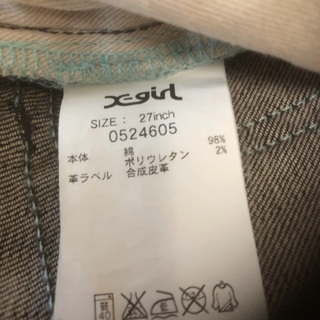 X-girl
SIZE : 27inch
0524605
本体 綿 98%
ポリウレタン 2%
革ラベル 合成皮革
40